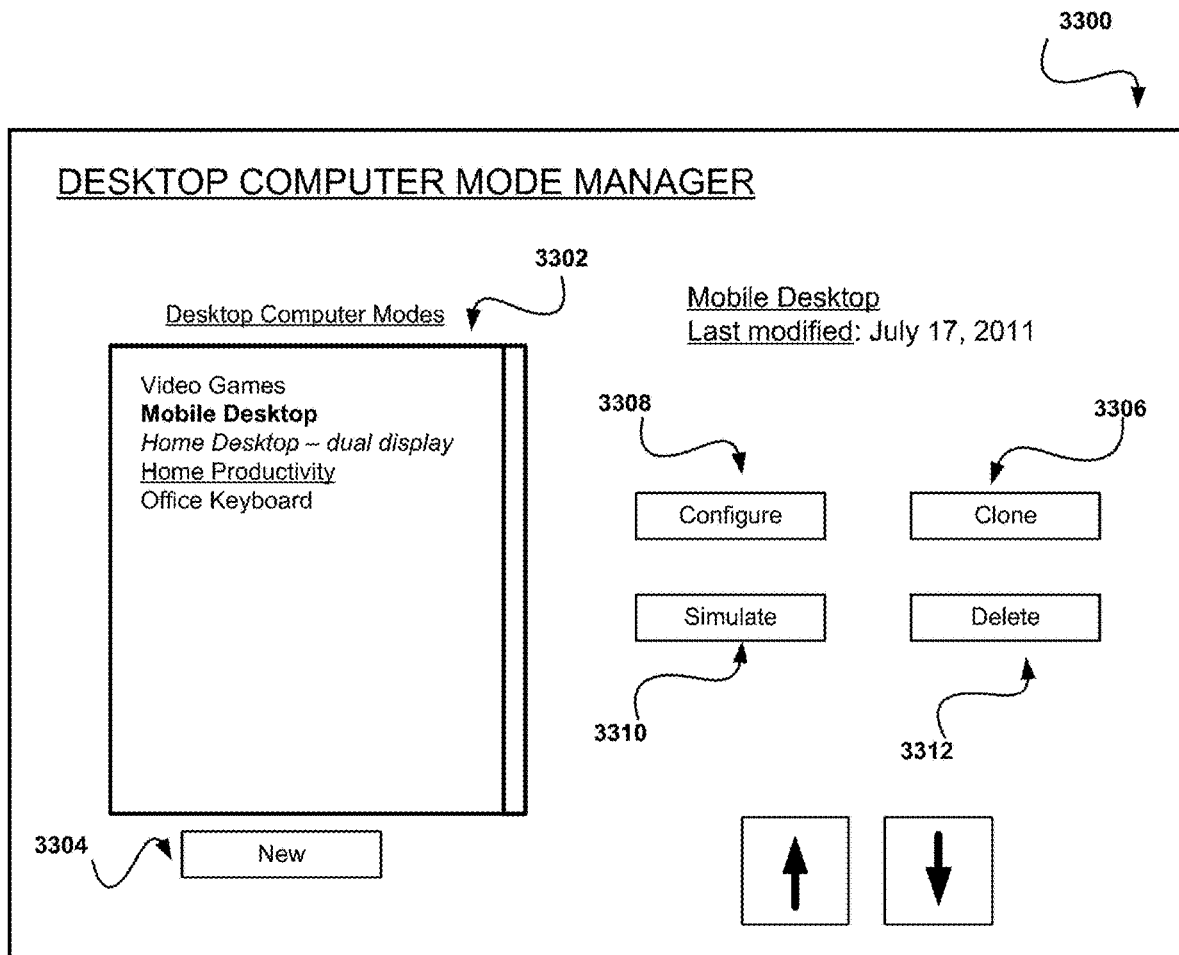 3300
DESKTOP COMPUTER MODE MANAGER
3302
Desktop Computer Modes
Video Games
Mobile Desktop
Home Desktop – dual display
Home Productivity
Office Keyboard
3304
New
Mobile Desktop
Last modified: July 17, 2011
3308
3306
Configure
Clone
Simulate
Delete
3310
3312